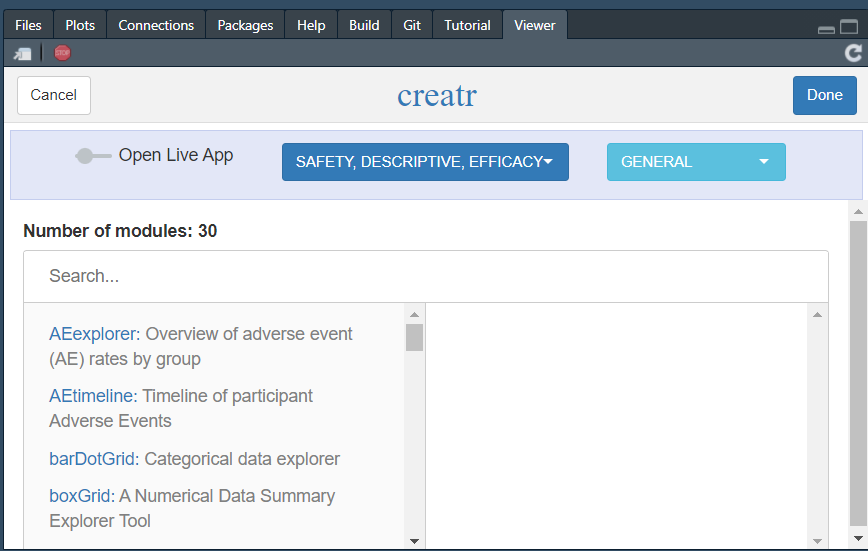 Files Plots Connections Packages Help Build Git Tutorial Viewer
STOP
Cancel creatr Done
Open Live App SAFETY, DESCRIPTIVE, EFFICACY GENERAL
Number of modules: 30
Search...
AEexplorer: Overview of adverse event
(AE) rates by group
AEtimeline: Timeline of participant
Adverse Events
barDotGrid: Categorical data explorer
boxGrid: A Numerical Data Summary
Explorer Tool